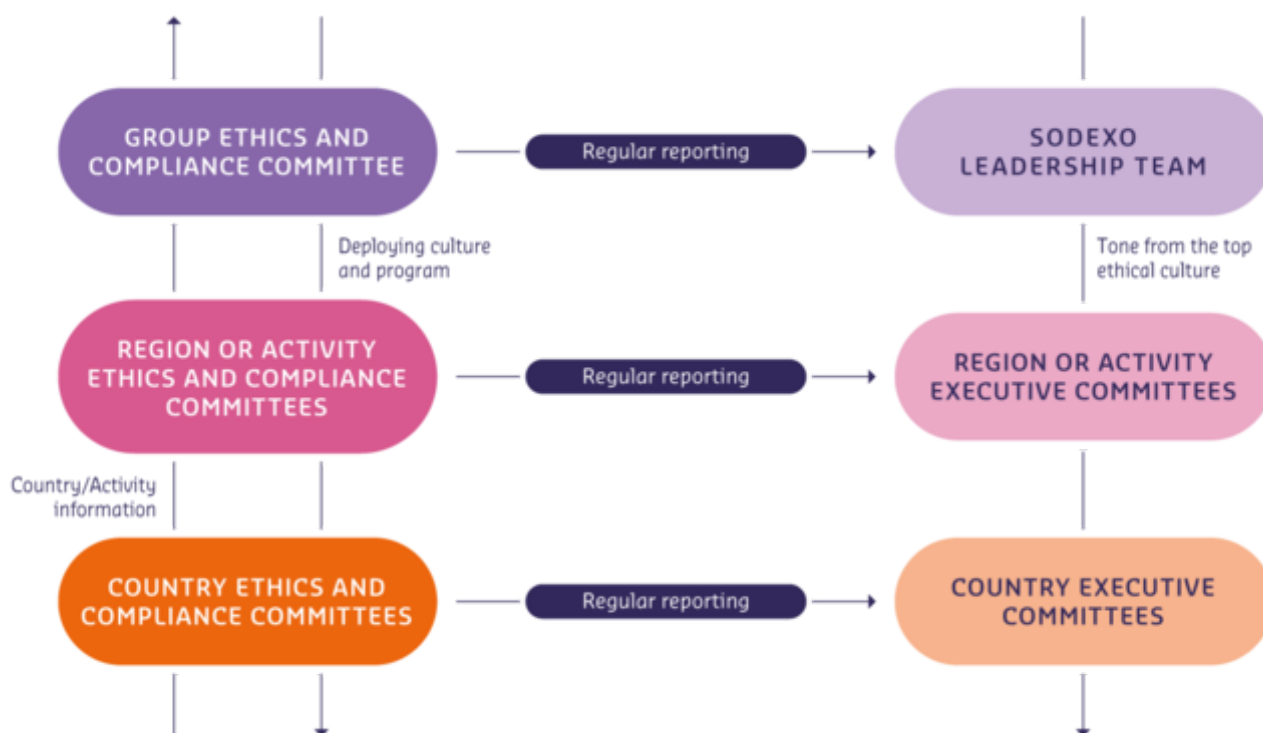 GROUP ETHICS AND
COMPLIANCE COMMITTEE
Regular reporting
SODEXO
LEADERSHIP TEAM
Deploying culture
and program
Tone from the top
ethical culture
REGION OR ACTIVITY
ETHICS AND COMPLIANCE
COMMITTEES
Regular reporting
REGION OR ACTIVITY
EXECUTIVE COMMITTEES
Country/Activity
information
COUNTRY ETHICS AND
COMPLIANCE COMMITTEES
Regular reporting
COUNTRY EXECUTIVE
COMMITTEES